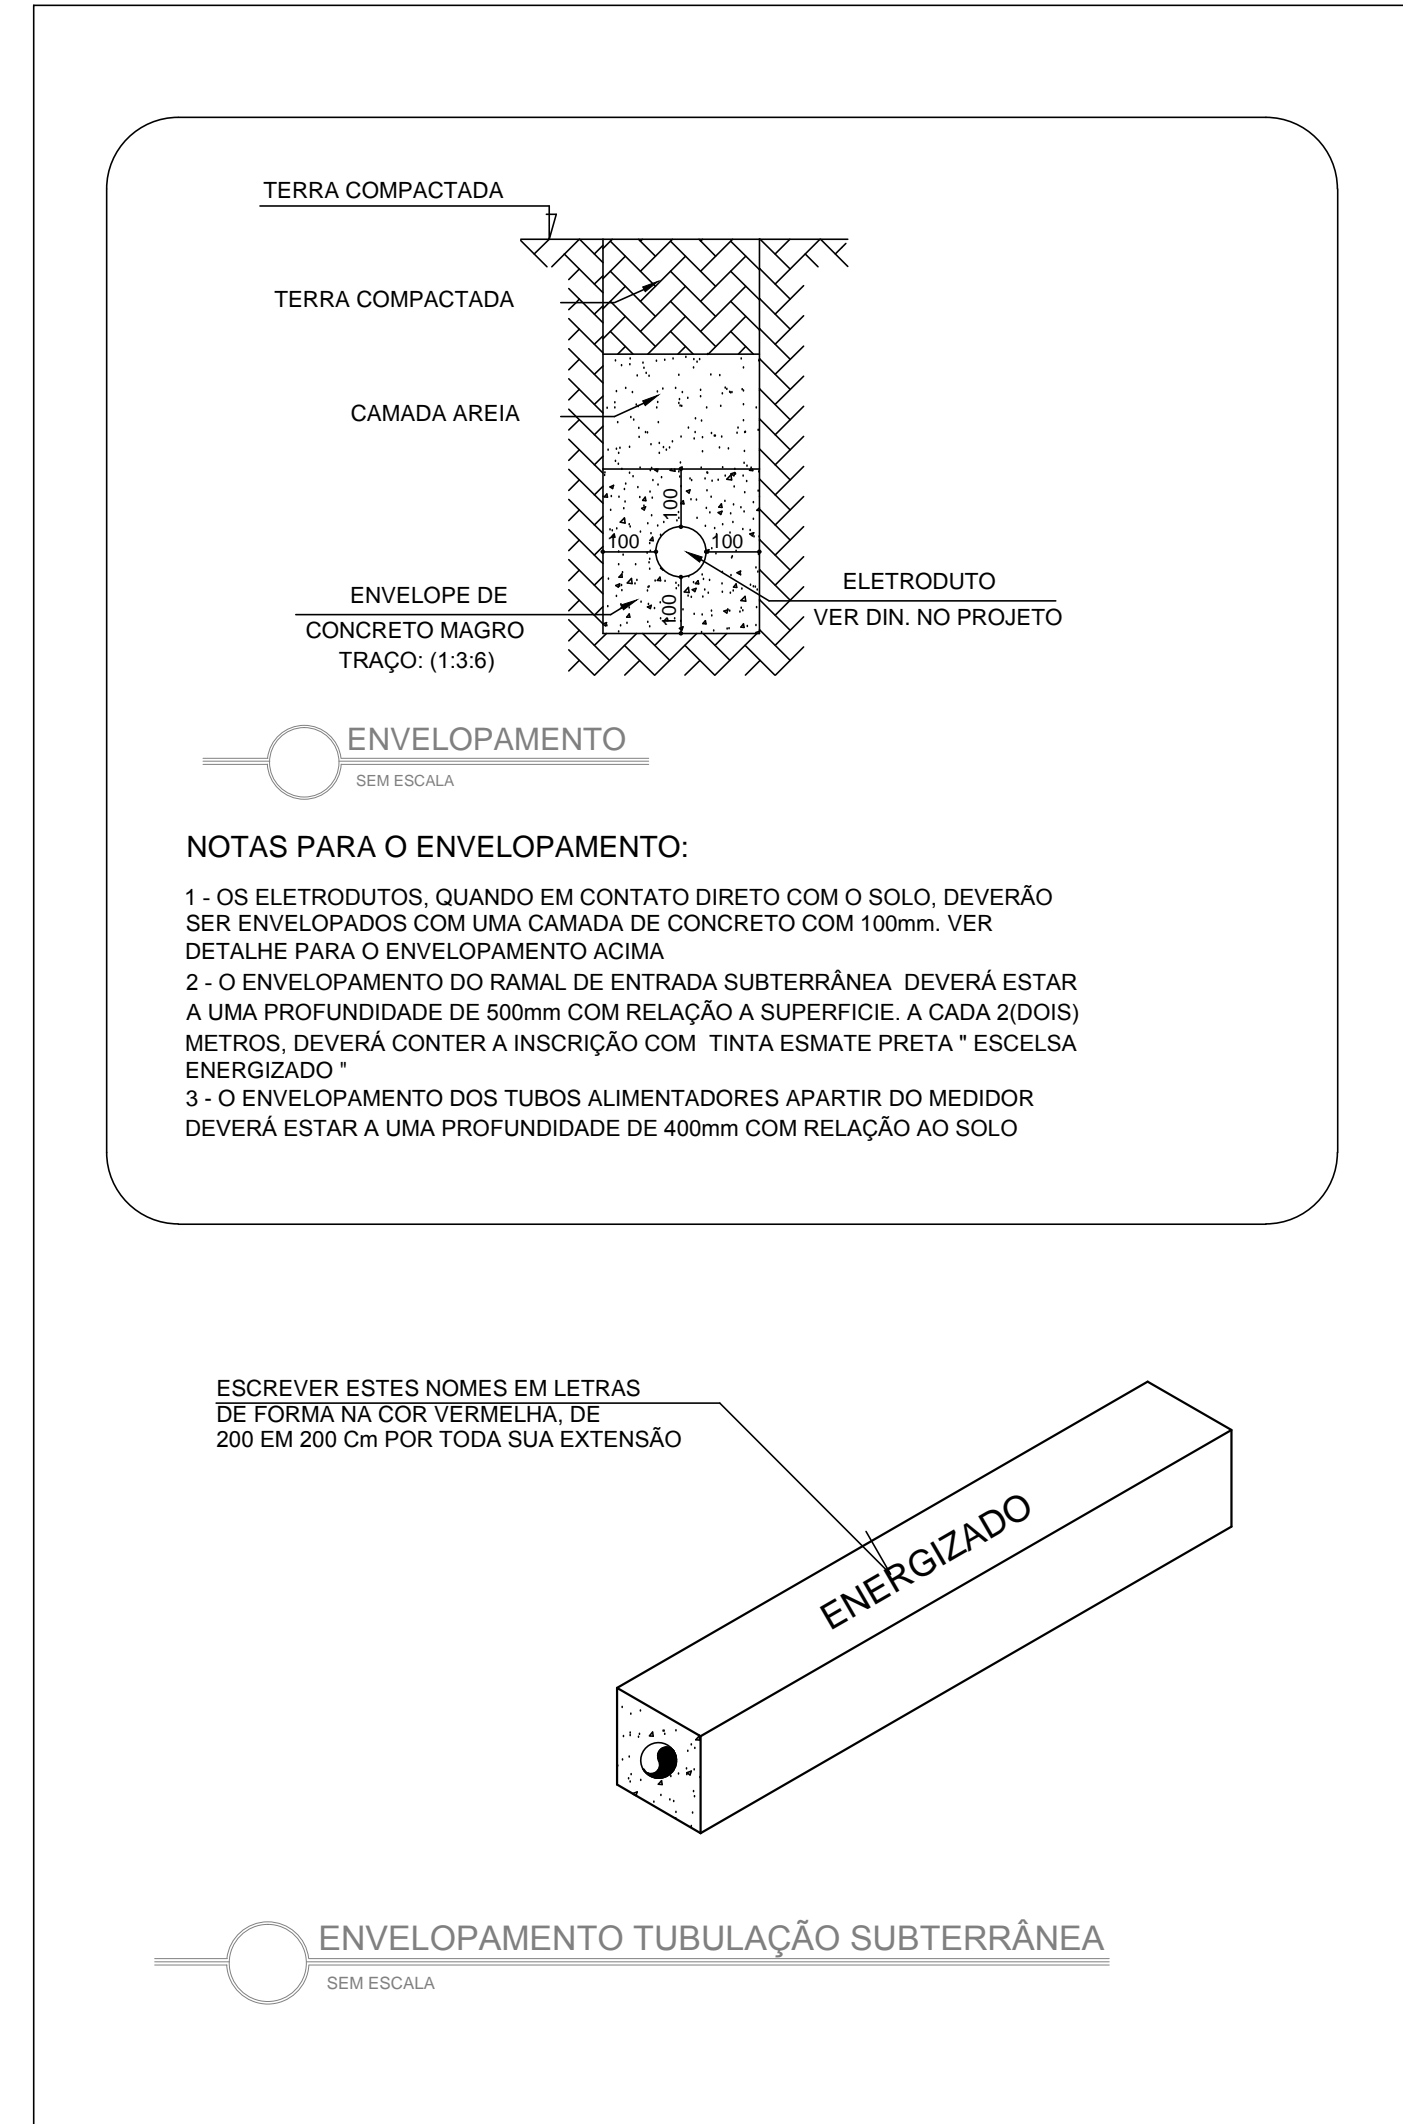 TERRA COMPACTADA
TERRA COMPACTADA
CAMADA AREIA
100
100
100
100
ENVELOPE DE
CONCRETO MAGRO
TRAÇO: (1:3:6)
ELETRODUTO
VER DIN. NO PROJETO
ENVELOPAMENTO
SEM ESCALA
NOTAS PARA O ENVELOPAMENTO:
1 - OS ELETRODUTOS, QUANDO EM CONTATO DIRETO COM O SOLO, DEVERÃO
SER ENVELOPADOS COM UMA CAMADA DE CONCRETO COM 100mm. VER
DETALHE PARA O ENVELOPAMENTO ACIMA
2 - O ENVELOPAMENTO DO RAMAL DE ENTRADA SUBTERRÂNEA DEVERÁ ESTAR
A UMA PROFUNDIDADE DE 500mm COM RELAÇÃO A SUPERFICIE. A CADA 2(DOIS)
METROS, DEVERÁ CONTER A INSCRIÇÃO COM TINTA ESMATE PRETA " ESCELSA
ENERGIZADO "
3 - O ENVELOPAMENTO DOS TUBOS ALIMENTADORES APARTIR DO MEDIDOR
DEVERÁ ESTAR A UMA PROFUNDIDADE DE 400mm COM RELAÇÃO AO SOLO
ESCREVER ESTES NOMES EM LETRAS
DE FORMA NA COR VERMELHA, DE
200 EM 200 Cm POR TODA SUA EXTENSÃO
ENERGIZADO
ENVELOPAMENTO TUBULAÇÃO SUBTERRÂNEA
SEM ESCALA